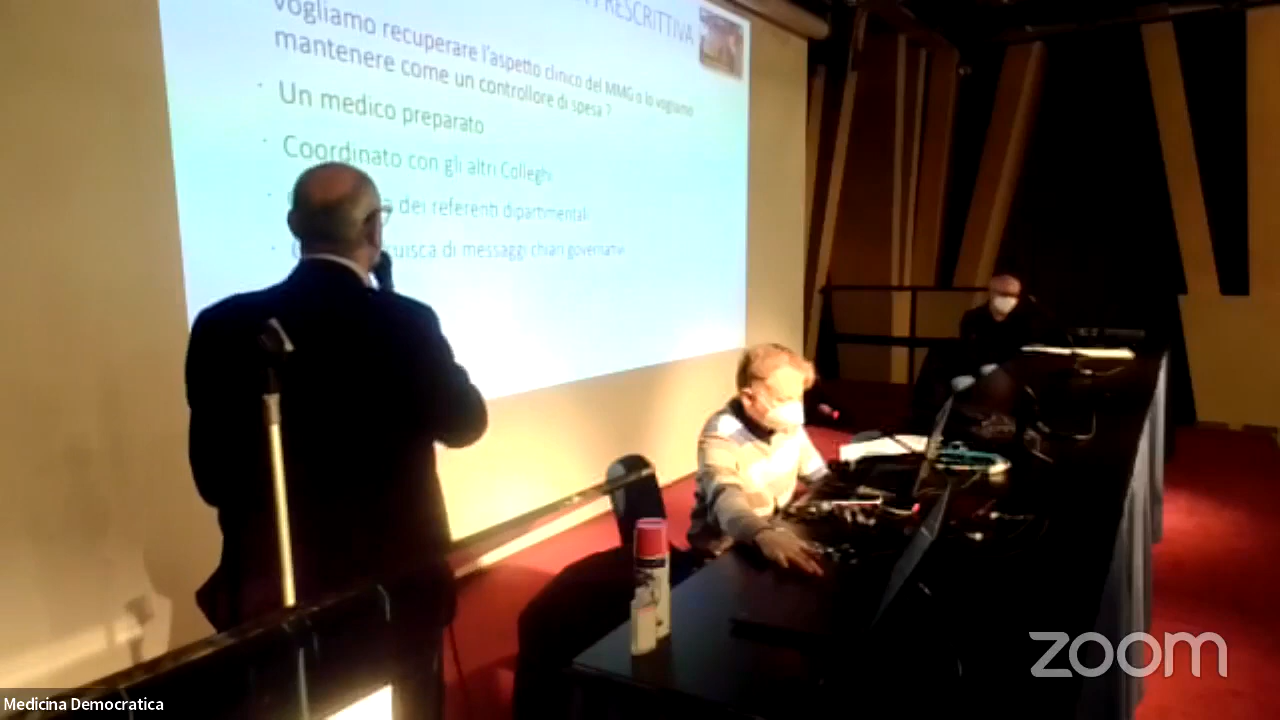 PRESCRITTIVA
vogliamo recuperare l'aspetto clinico del MMG o lo vogliamo
mantenere come un controllore di spesa ?
· Un medico preparato
· Coordinato con gli altri Colleghi
· dei referenti dipartimentali
· di messaggi chiari governativi
zoom
Medicina Democratica